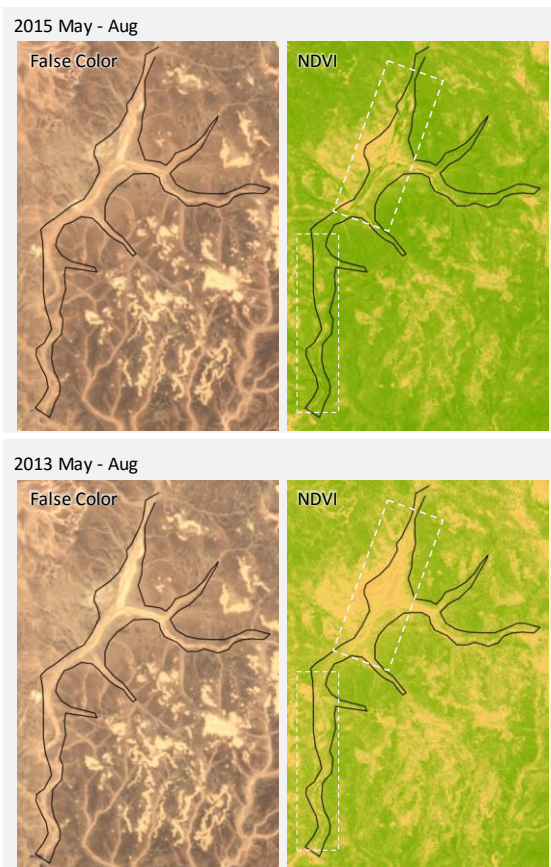 2015 May - Aug
False Color
NDVI
2013 May - Aug
False Color
NDVI